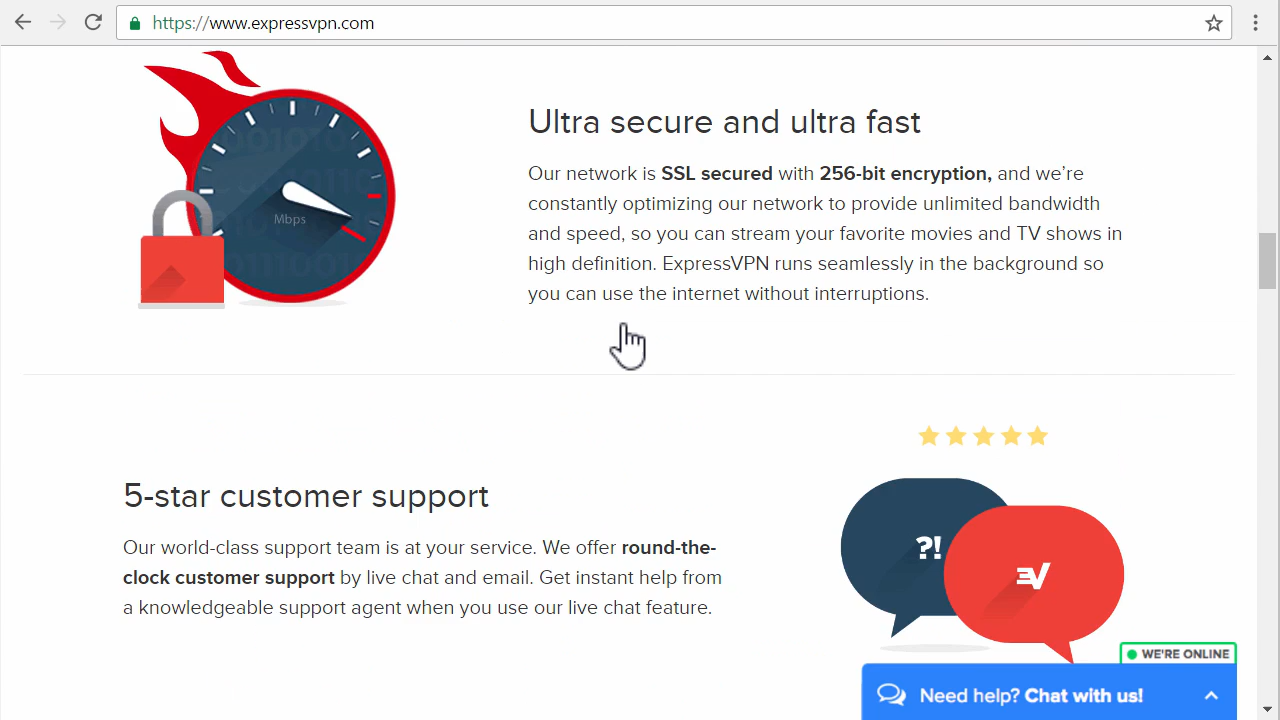 https://www.expressvpn.com
Ultra secure and ultra fast
Our network is SSL secured with 256-bit encryption, and we’re
constantly optimizing our network to provide unlimited bandwidth
and speed, so you can stream your favorite movies and TV shows in
high definition. ExpressVPN runs seamlessly in the background so
you can use the internet without interruptions.
Mbps
5-star customer support
Our world-class support team is at your service. We offer round-the-
clock customer support by live chat and email. Get instant help from
a knowledgeable support agent when you use our live chat feature.
?!
WE'RE ONLINE
Need help? Chat with us!